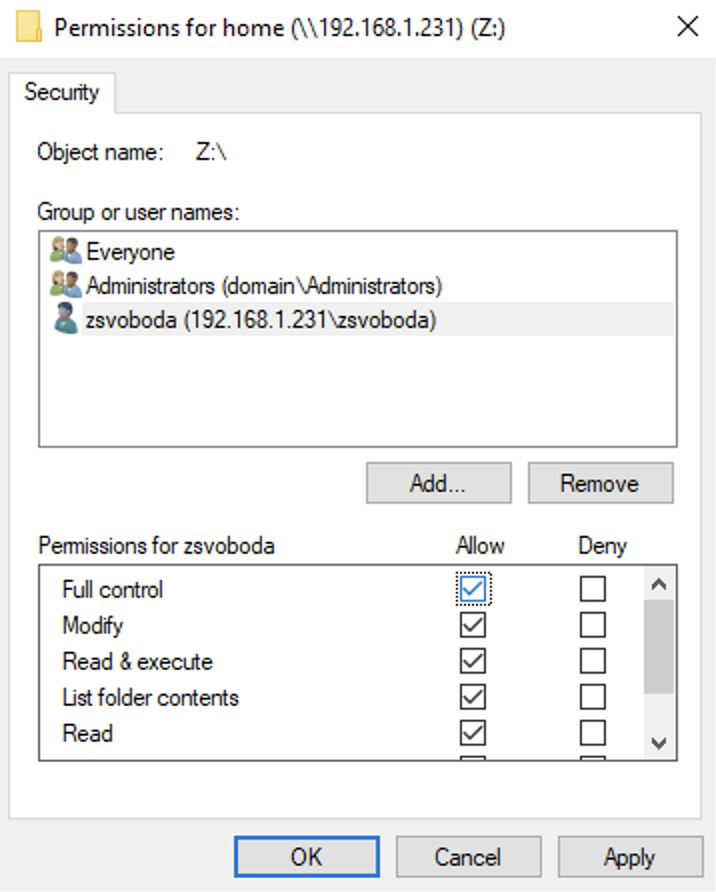 Permissions for home (\\192.168.1.231) (Z:)
Security
Object name: Z:\
Group or user names:
Everyone
Administrators (domain\Administrators)
zsvoboda (192.168.1.231\zsvoboda)
Add... Remove
Permissions for zsvoboda Allow Deny
Full control
Modify
Read & execute
List folder contents
Read
OK Cancel Apply